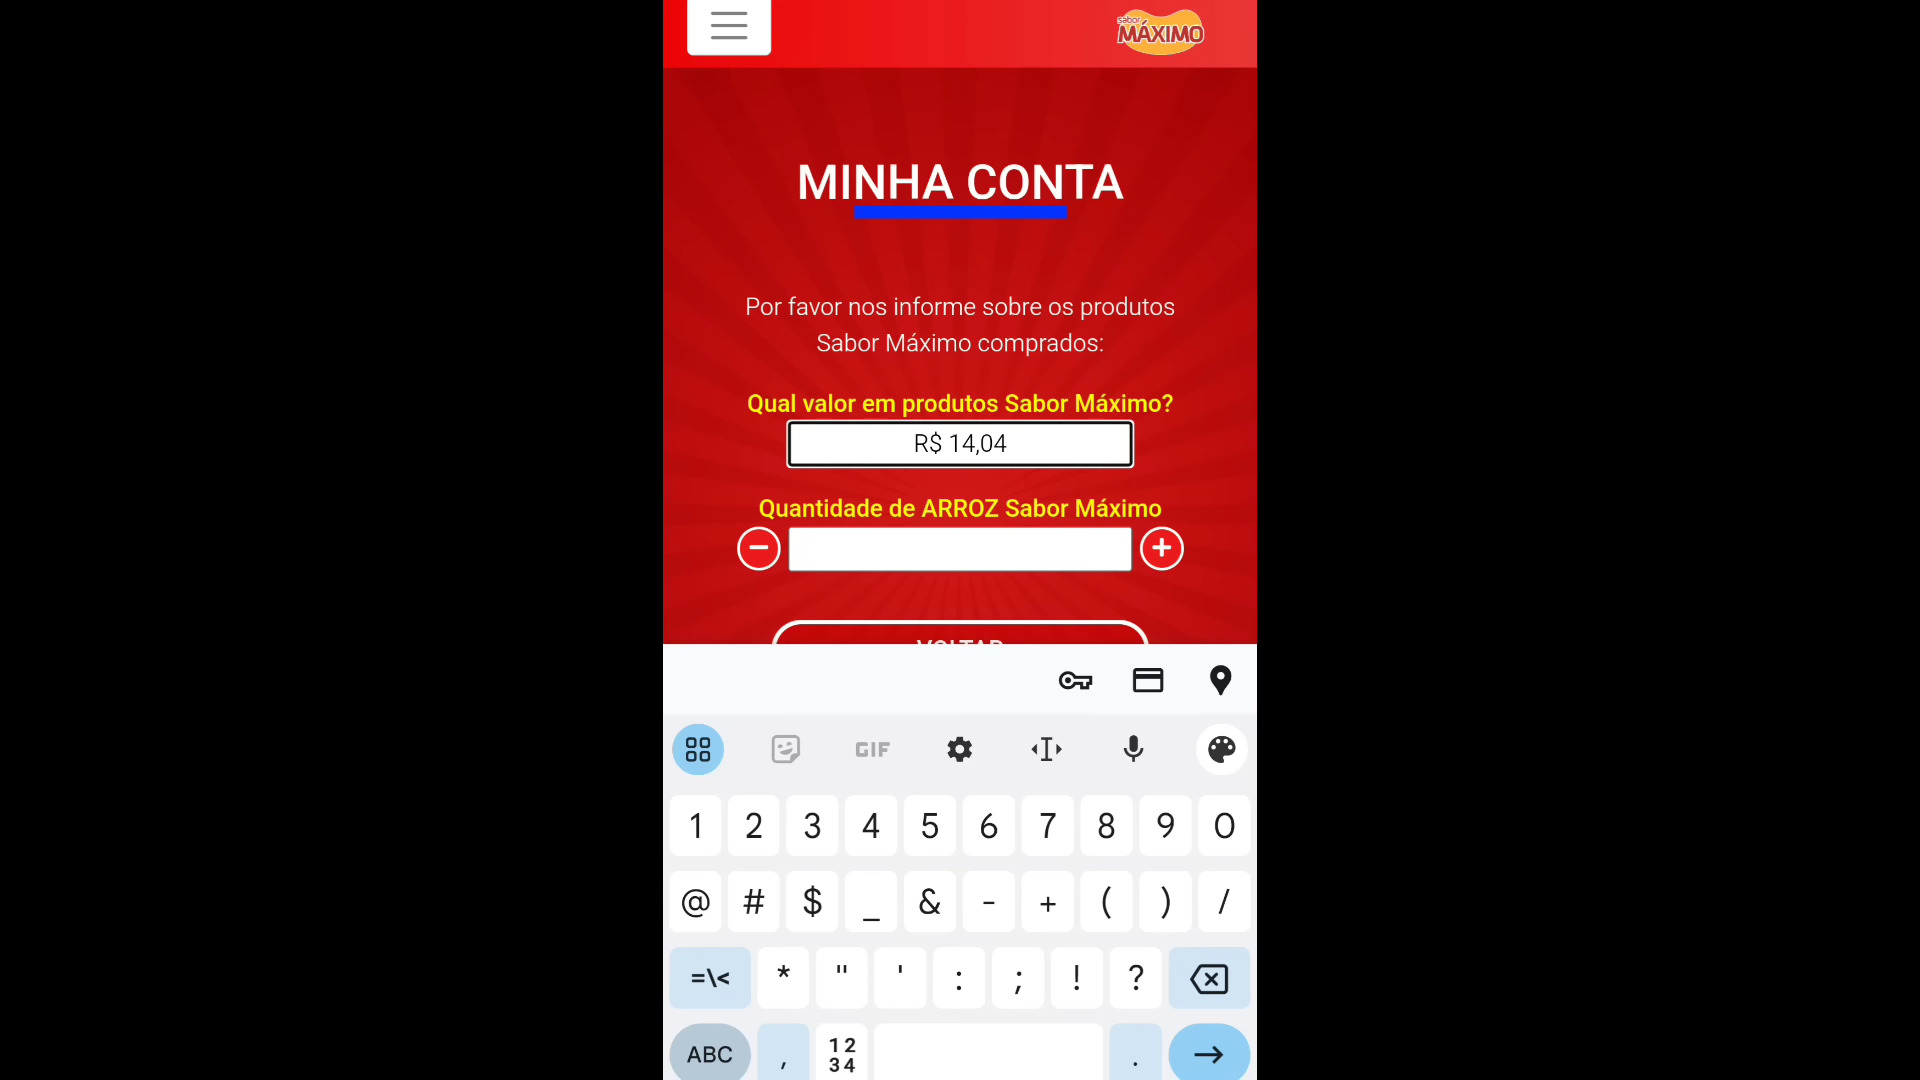 sabor
MÁXIMO
MINHA CONTA
Por favor nos informe sobre os produtos
Sabor Máximo comprados:
Qual valor em produtos Sabor Máximo?
R$ 14,04
Quantidade de ARROZ Sabor Máximo
VOLTAR
GIF
1 2 3 4 5 6 7 8 9 0
@ # $ _ & - + ( ) /
=\< * " ' : ; ! ?
ABC , 12 34 .